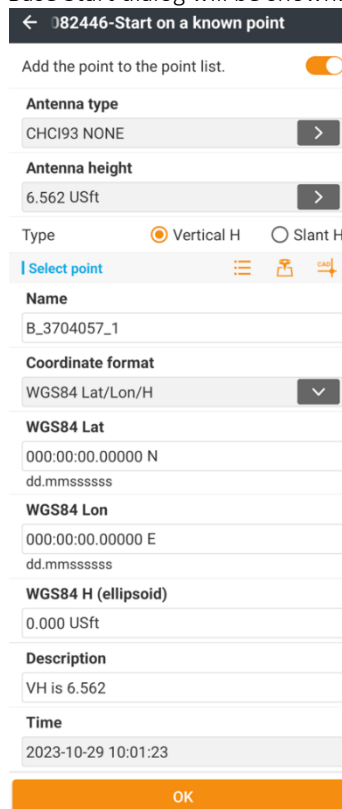 ← 082446-Start on a known point
Add the point to the point list.
Antenna type
CHCI93 NONE
Antenna height
6.562 USft
Type Vertical H Slant H
Select point CAD
Name
B_3704057_1
Coordinate format
WGS84 Lat/Lon/H
WGS84 Lat
000:00:00.00000 N
dd.mmssssss
WGS84 Lon
000:00:00.00000 E
dd.mmssssss
WGS84 H (ellipsoid)
0.000 USft
Description
VH is 6.562
Time
2023-10-29 10:01:23
OK